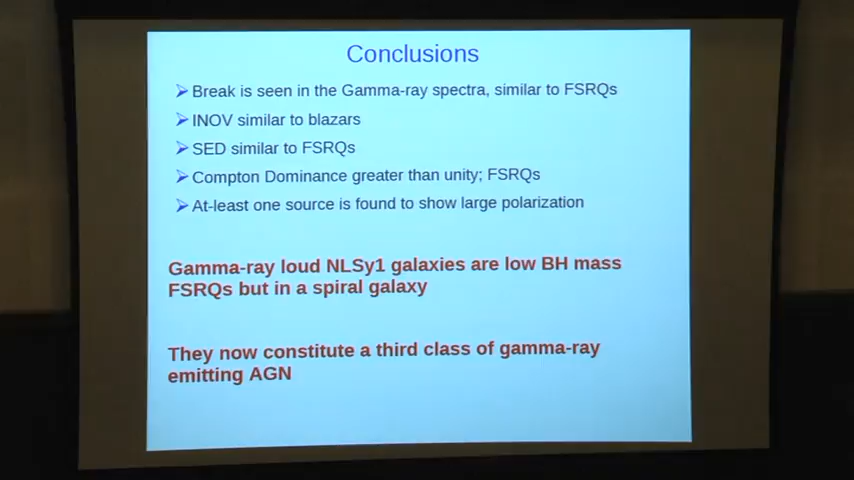 Conclusions
Break is seen in the Gamma-ray spectra, similar to FSRQs
INOV similar to blazars
SED similar to FSRQs
Compton Dominance greater than unity; FSRQs
At-least one source is found to show large polarization
Gamma-ray loud NLSy1 galaxies are low BH mass
FSRQs but in a spiral galaxy
They now constitute a third class of gamma-ray
emitting AGN